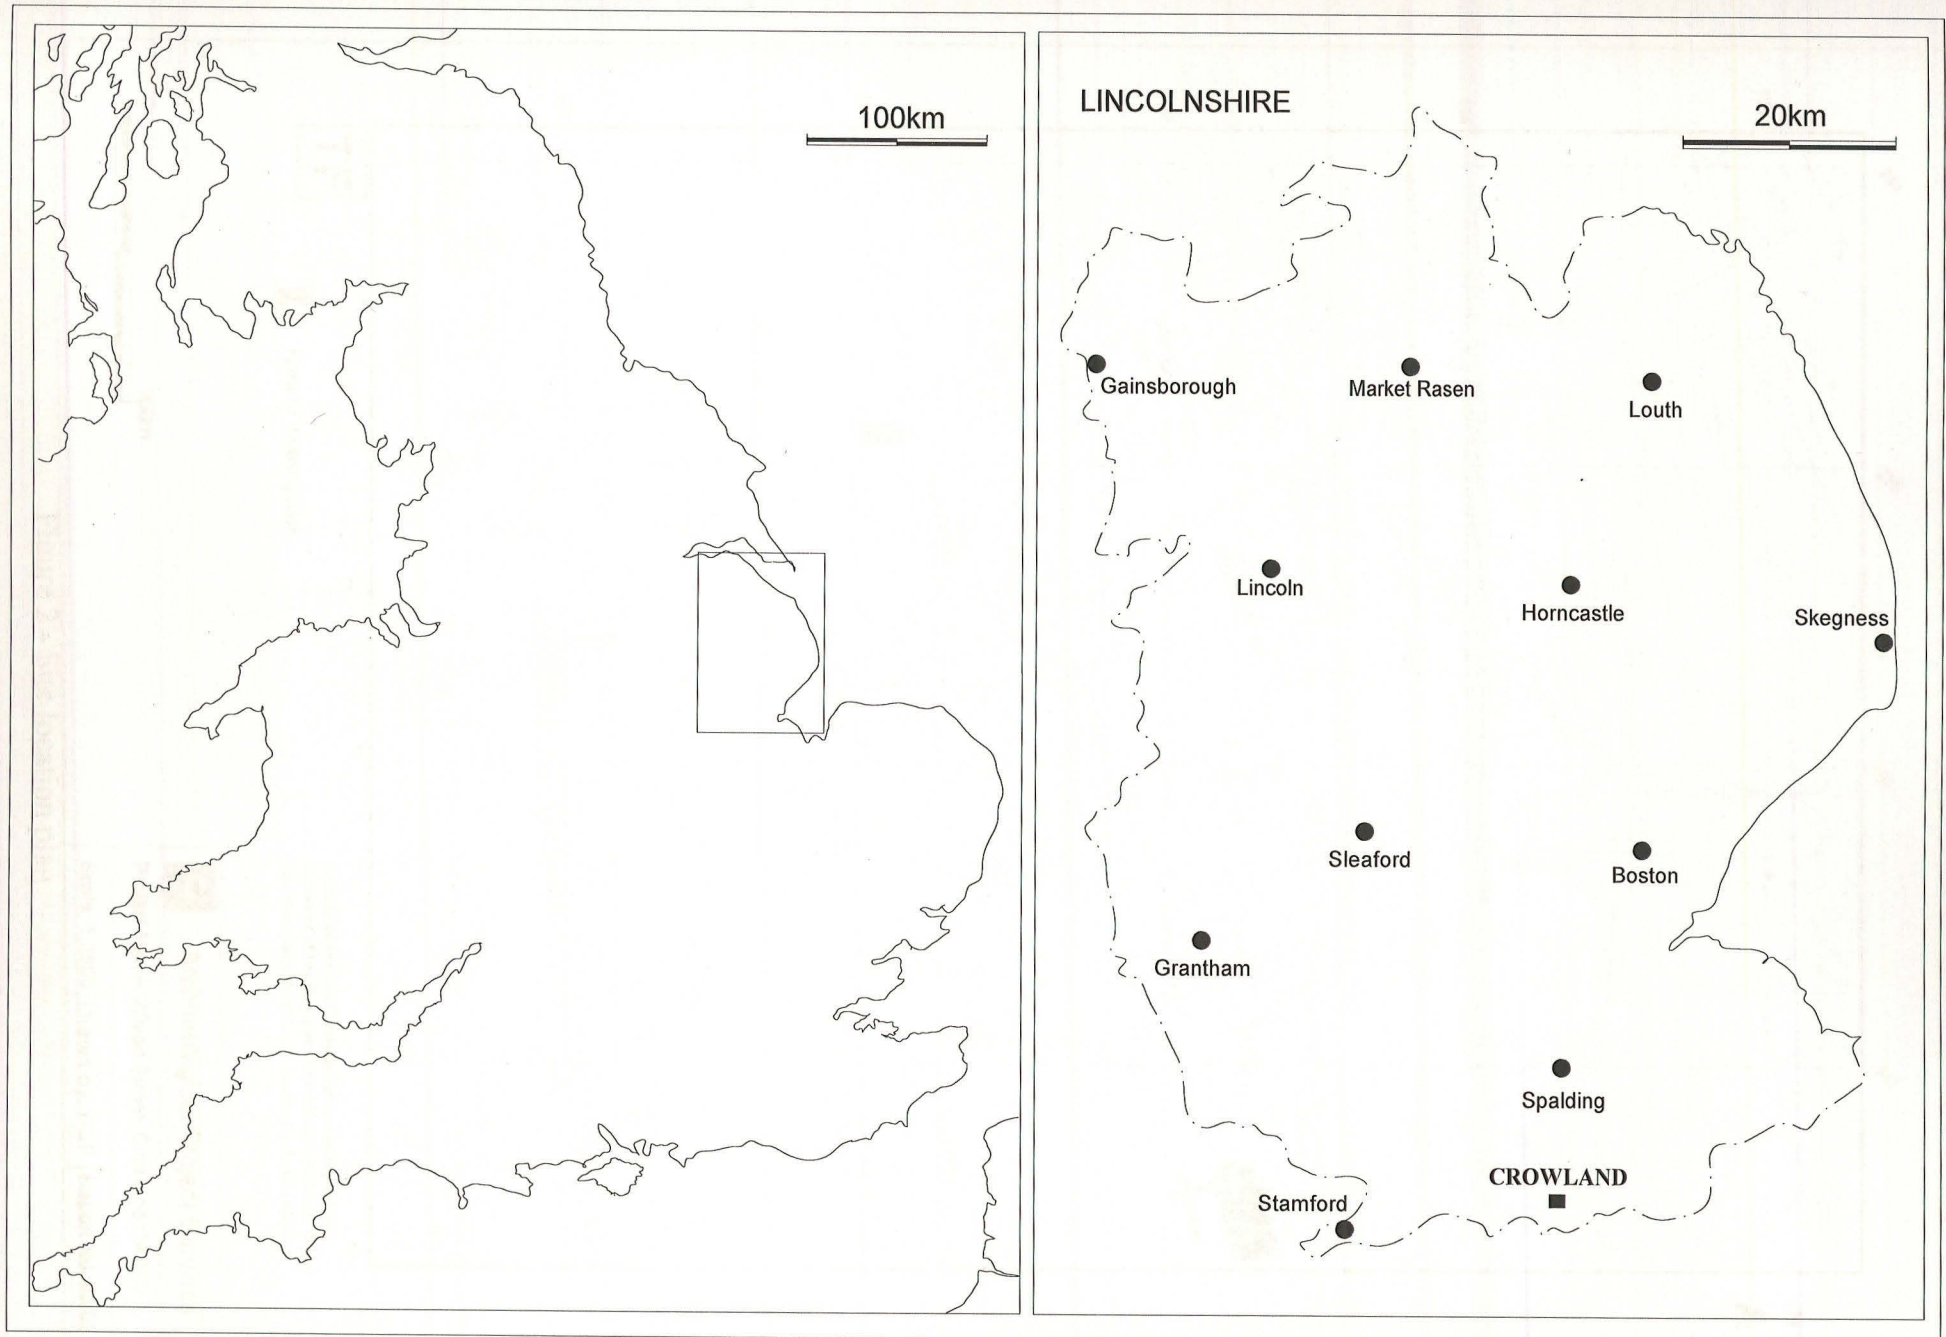 100km
LINCOLNSHIRE
20km
Gainsborough
Market Rasen
Louth
Lincoln
Horncastle
Skegness
Sleaford
Boston
Grantham
Spalding
CROWLAND
Stamford